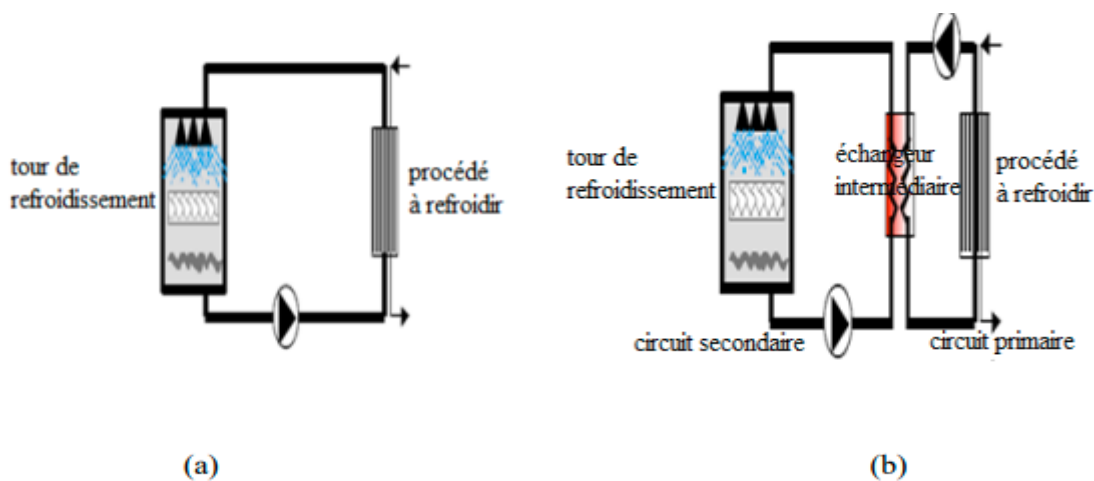 tour de
refroidissement
procédé
à refroidir
tour de
refroidissement
échangeur
intermédiaire
procédé
à refroidir
circuit secondaire
circuit primaire
(a)
(b)